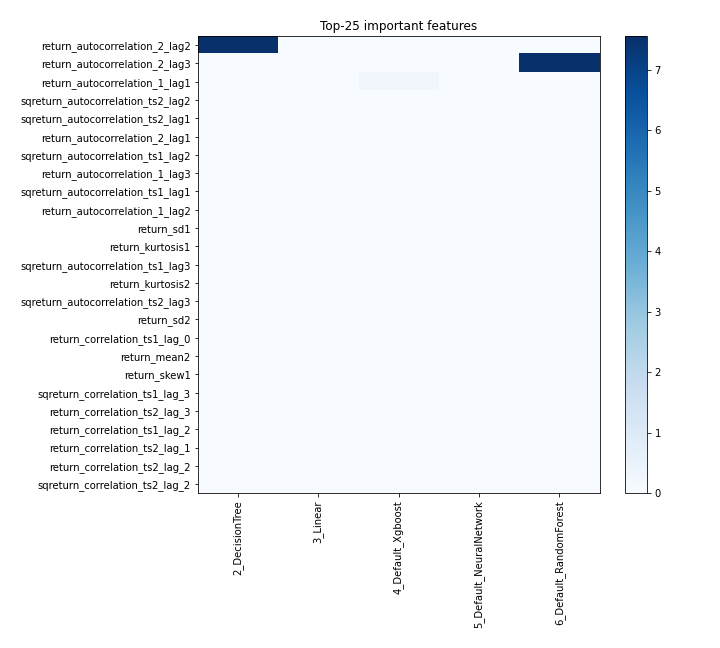 Top-25 important features
return_autocorrelation_2_lag2
return_autocorrelation_2_lag3
return_autocorrelation_1_lag1
sqreturn_autocorrelation_ts2_lag2
sqreturn_autocorrelation_ts2_lag1
return_autocorrelation_2_lag1
sqreturn_autocorrelation_ts1_lag2
return_autocorrelation_1_lag3
sqreturn_autocorrelation_ts1_lag1
return_autocorrelation_1_lag2
return_sd1
return_kurtosis1
sqreturn_autocorrelation_ts1_lag3
return_kurtosis2
sqreturn_autocorrelation_ts2_lag3
return_sd2
return_correlation_ts1_lag_0
return_mean2
return_skew1
sqreturn_correlation_ts1_lag_3
return_correlation_ts2_lag_3
return_correlation_ts1_lag_2
return_correlation_ts2_lag_1
return_correlation_ts2_lag_2
sqreturn_correlation_ts2_lag_2
2_DecisionTree
3_Linear
4_Default_Xgboost
5_Default_NeuralNetwork
6_Default_RandomForest
7
6
5
4
3
2
1
0